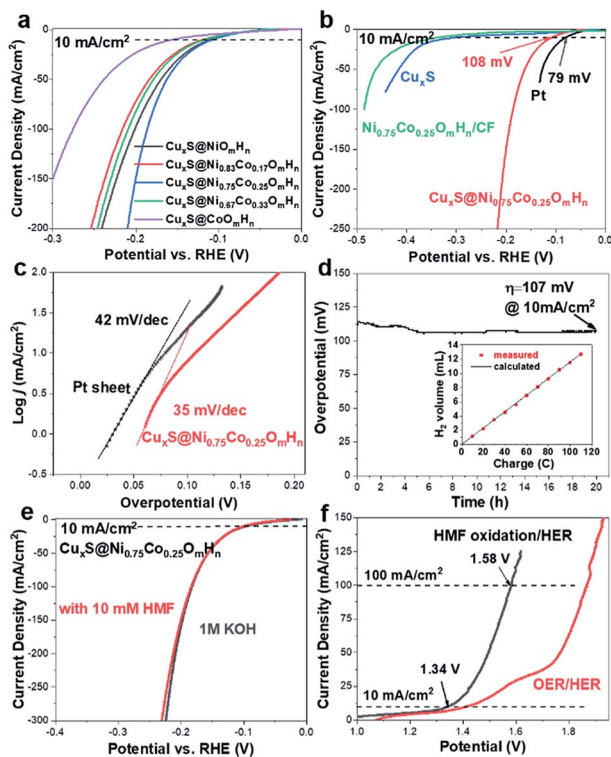 a
10 mA/cm²
Current Density (mA/cm²)
0
-50
-100
-150
-200
CuₓS@NiOₘHₙ
CuₓS@Ni₀.₈₃Co₀.₁₇OₘHₙ
CuₓS@Ni₀.₇₅Co₀.₂₅OₘHₙ
CuₓS@Ni₀.₆₇Co₀.₃₃OₘHₙ
CuₓS@CoOₘHₙ
-0.3 -0.2 -0.1 0.0
Potential vs. RHE (V)
b
10 mA/cm²
Current Density (mA/cm²)
0
-50
-100
-150
-200
-250
108 mV
79 mV
CuₓS
Pt
Ni₀.₇₅Co₀.₂₅OₘHₙ/CF
CuₓS@Ni₀.₇₅Co₀.₂₅OₘHₙ
-0.5 -0.4 -0.3 -0.2 -0.1 0.0
Potential vs. RHE (V)
c
Log J (mA/cm²)
2.0
1.5
1.0
0.5
0.0
-0.5
42 mV/dec
Pt sheet
35 mV/dec
CuₓS@Ni₀.₇₅Co₀.₂₅OₘHₙ
0.00 0.05 0.10 0.15 0.20
Overpotential (V)
d
Overpotential (mV)
150
125
100
75
50
25
0
η=107 mV
@ 10mA/cm²
H₂ volume (mL)
14
12
10
8
6
4
2
0
measured
calculated
0 20 40 60 80 100 120
Charge (C)
0 2 4 6 8 10 12 14 16 18 20
Time (h)
e
10 mA/cm²
CuₓS@Ni₀.₇₅Co₀.₂₅OₘHₙ
Current Density (mA/cm²)
0
-50
-100
-150
-200
-250
-300
with 10 mM HMF
1M KOH
-0.4 -0.3 -0.2 -0.1 0.0
Potential vs. RHE (V)
f
Current Density (mA/cm²)
150
125
100
75
50
25
0
HMF oxidation/HER
1.58 V
100 mA/cm²
1.34 V
10 mA/cm²
OER/HER
1.0 1.2 1.4 1.6 1.8
Potential (V)